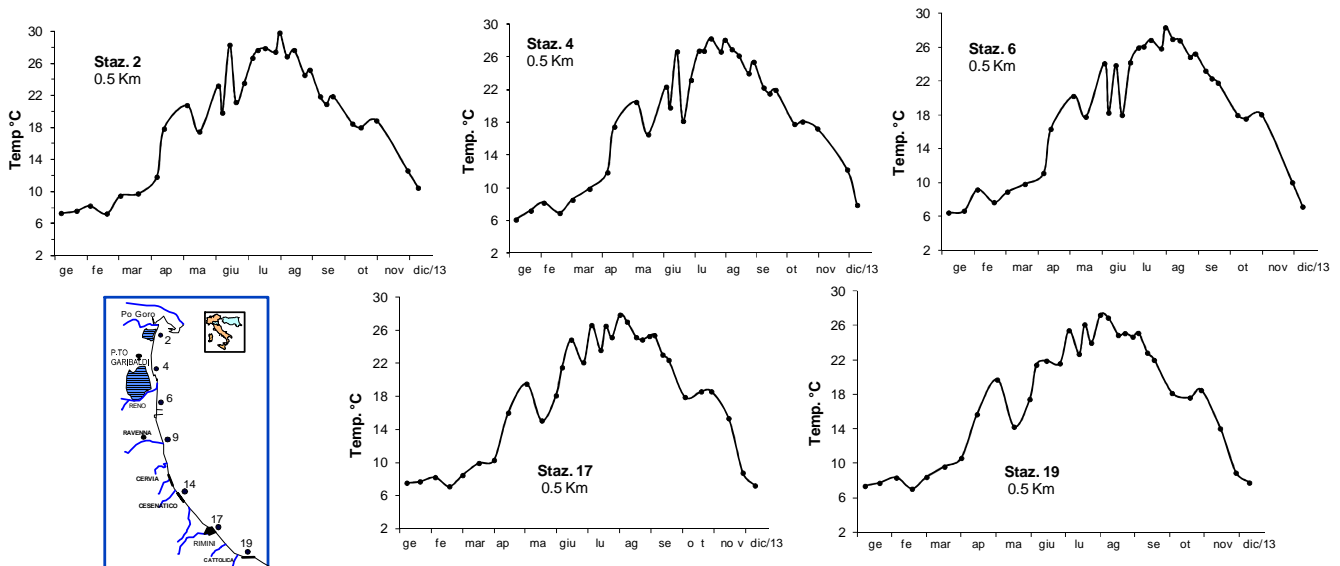 Staz. 2
0.5 Km
Temp °C
30
26
22
18
14
10
6
2
ge fe mar ap ma giu lu ag se ot nov dic/13
Staz. 4
0.5 Km
Temp. °C
30
26
22
18
14
10
6
2
ge fe mar ap ma giu lu ag se ot nov dic/13
Staz. 6
0.5 Km
Temp. °C
30
26
22
18
14
10
6
2
ge fe mar ap ma giu lu ag se ot nov dic/13
Po Goro
2
P.TO
GARIBALDI
4
RENO
6
RAVENNA
9
CERVIA
14
CESENATICO
17
RIMINI
19
CATTOLICA
Staz. 17
0.5 Km
Temp. °C
30
26
22
18
14
10
6
2
ge fe mar ap ma giu lu ag se o t no v dic/13
Staz. 19
0.5 Km
Temp. °C
30
26
22
18
14
10
6
2
ge fe mar ap ma giu lu ag se ot nov dic/13